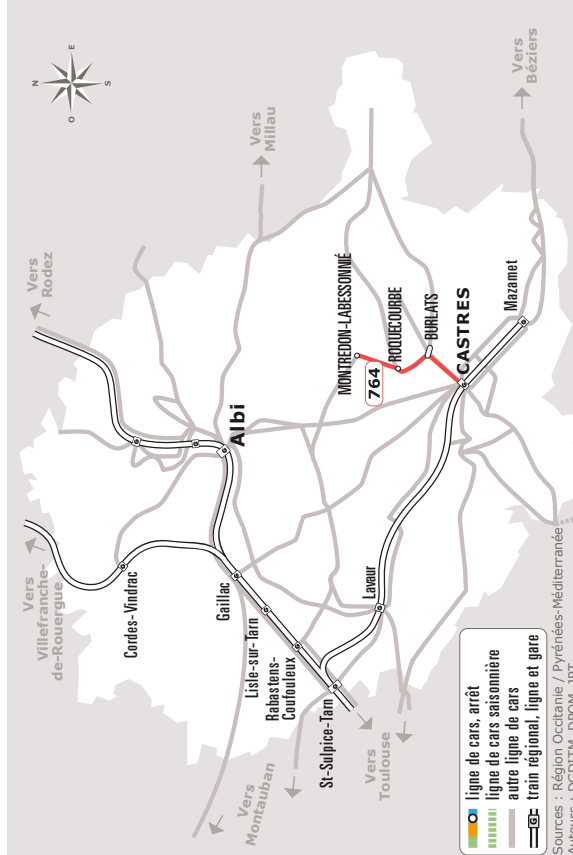 N
E
S
O
Vers
Rodez
Vers
Villefranche-
de-Rouergue
Vers
Millau
Vers
Béziers
Vers
Montauban
Vers
Toulouse
Cordes-Vindrac
Albi
Gaillac
Lisle-sur-Tarn
Rabastens-
Coufouleux
St-Sulpice-Tarn
Lavaur
MONTREDON-LABESSONNIÉ
764
ROQUECOURBE
BURLATS
CASTRES
Mazamet
ligne de cars, arrêt
ligne de cars saisonnière
autre ligne de cars
G train régional, ligne et gare
Sources : Région Occitanie / Pyrénées-Méditerranée